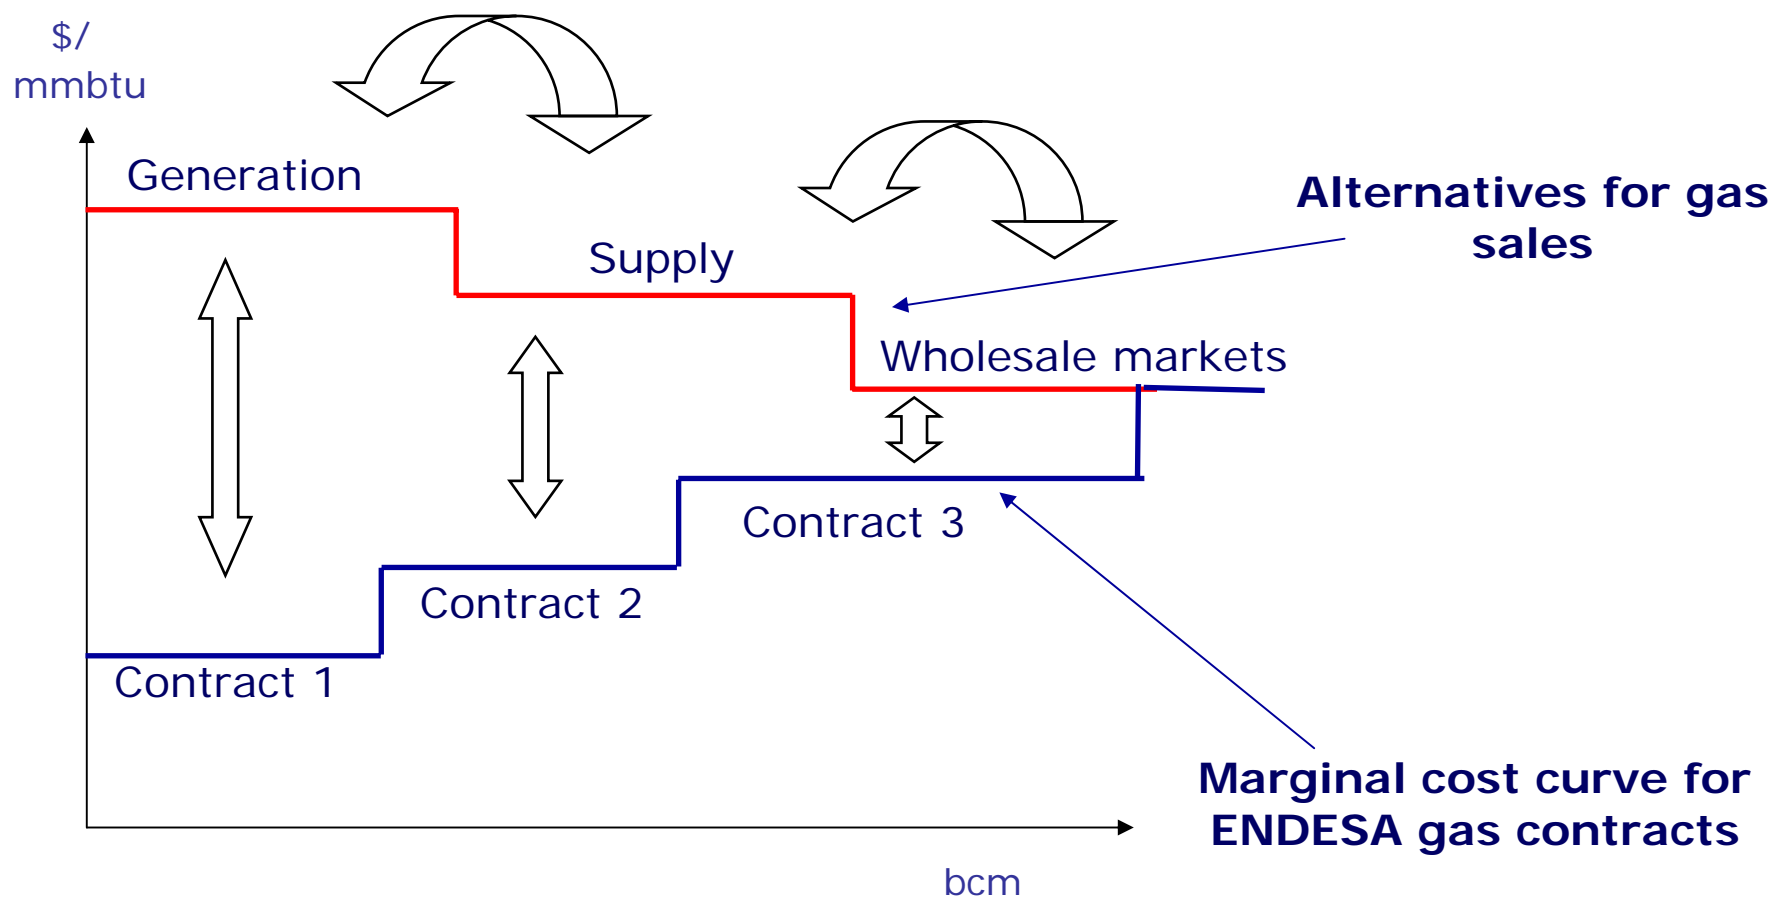 $/
mmbtu
Generation
Supply
Alternatives for gas
sales
Wholesale markets
Contract 3
Contract 2
Contract 1
Marginal cost curve for
ENDESA gas contracts
bcm